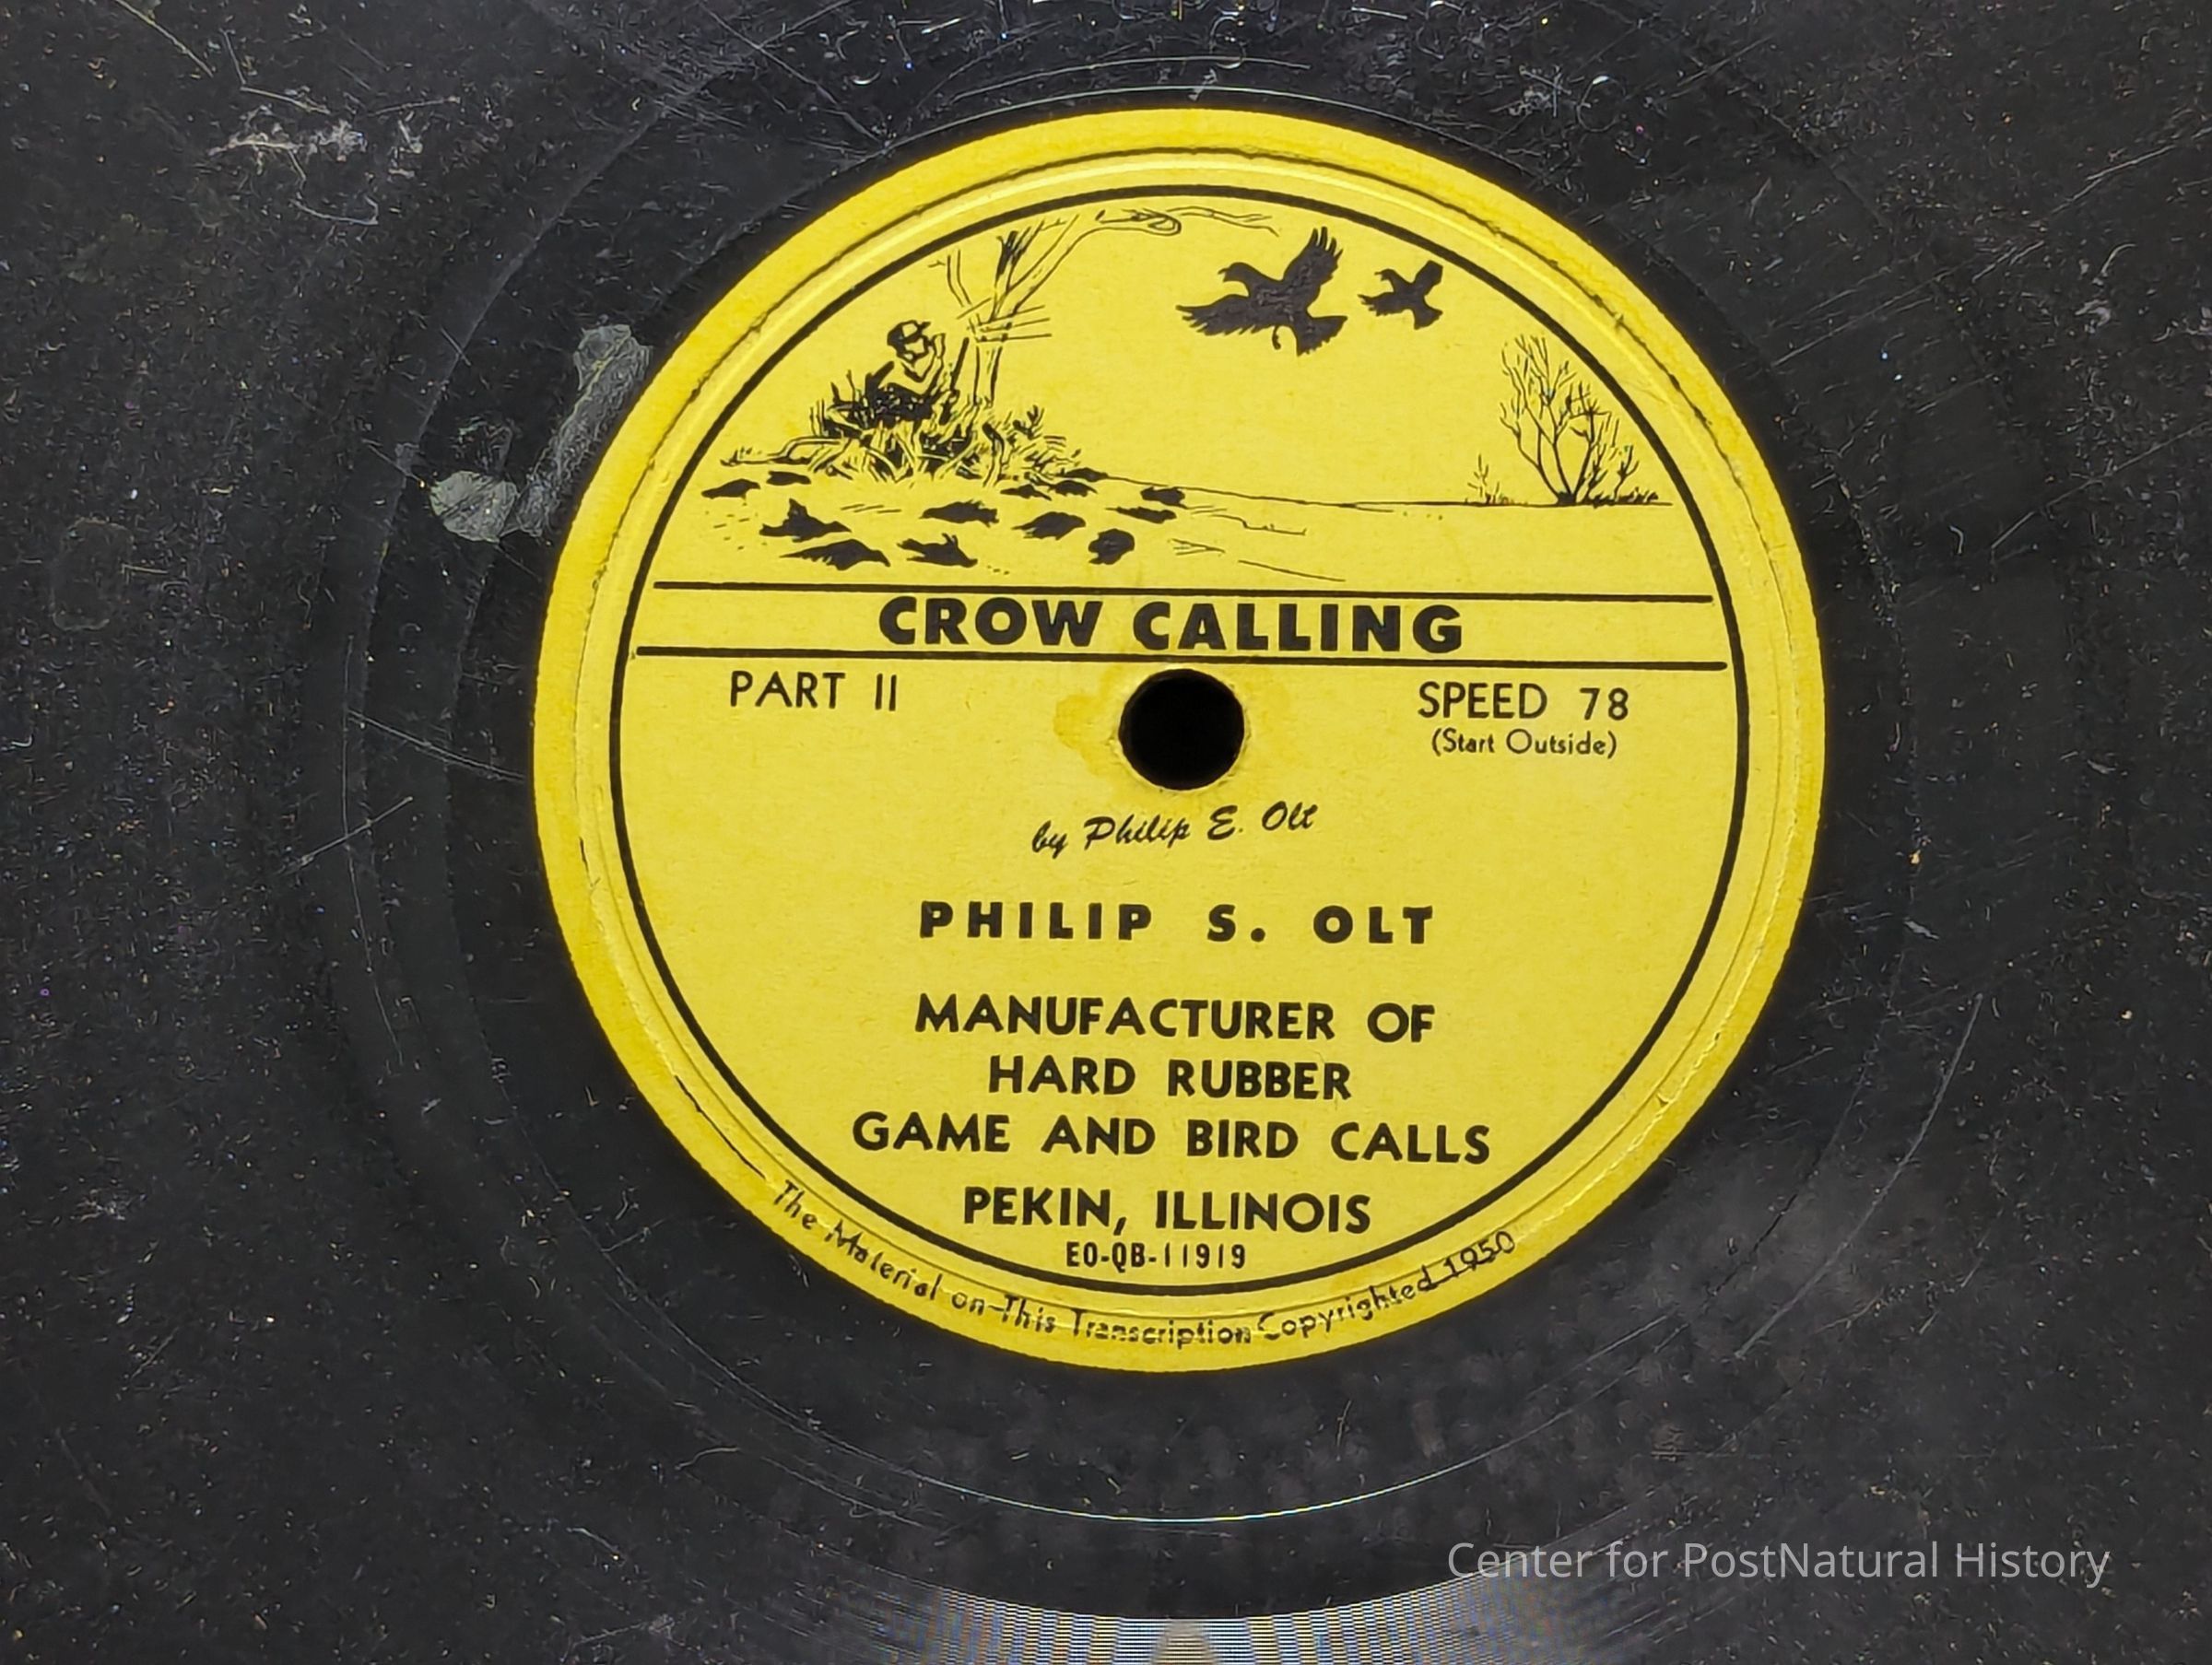 CROW CALLING
PART II
SPEED 78
(Start Outside)
by Philip E. Olt
PHILIP S. OLT
MANUFACTURER OF
HARD RUBBER
GAME AND BIRD CALLS
PEKIN, ILLINOIS
EO-QB-11919
The Material on This Transcription Copyrighted 1950
Center for PostNatural History